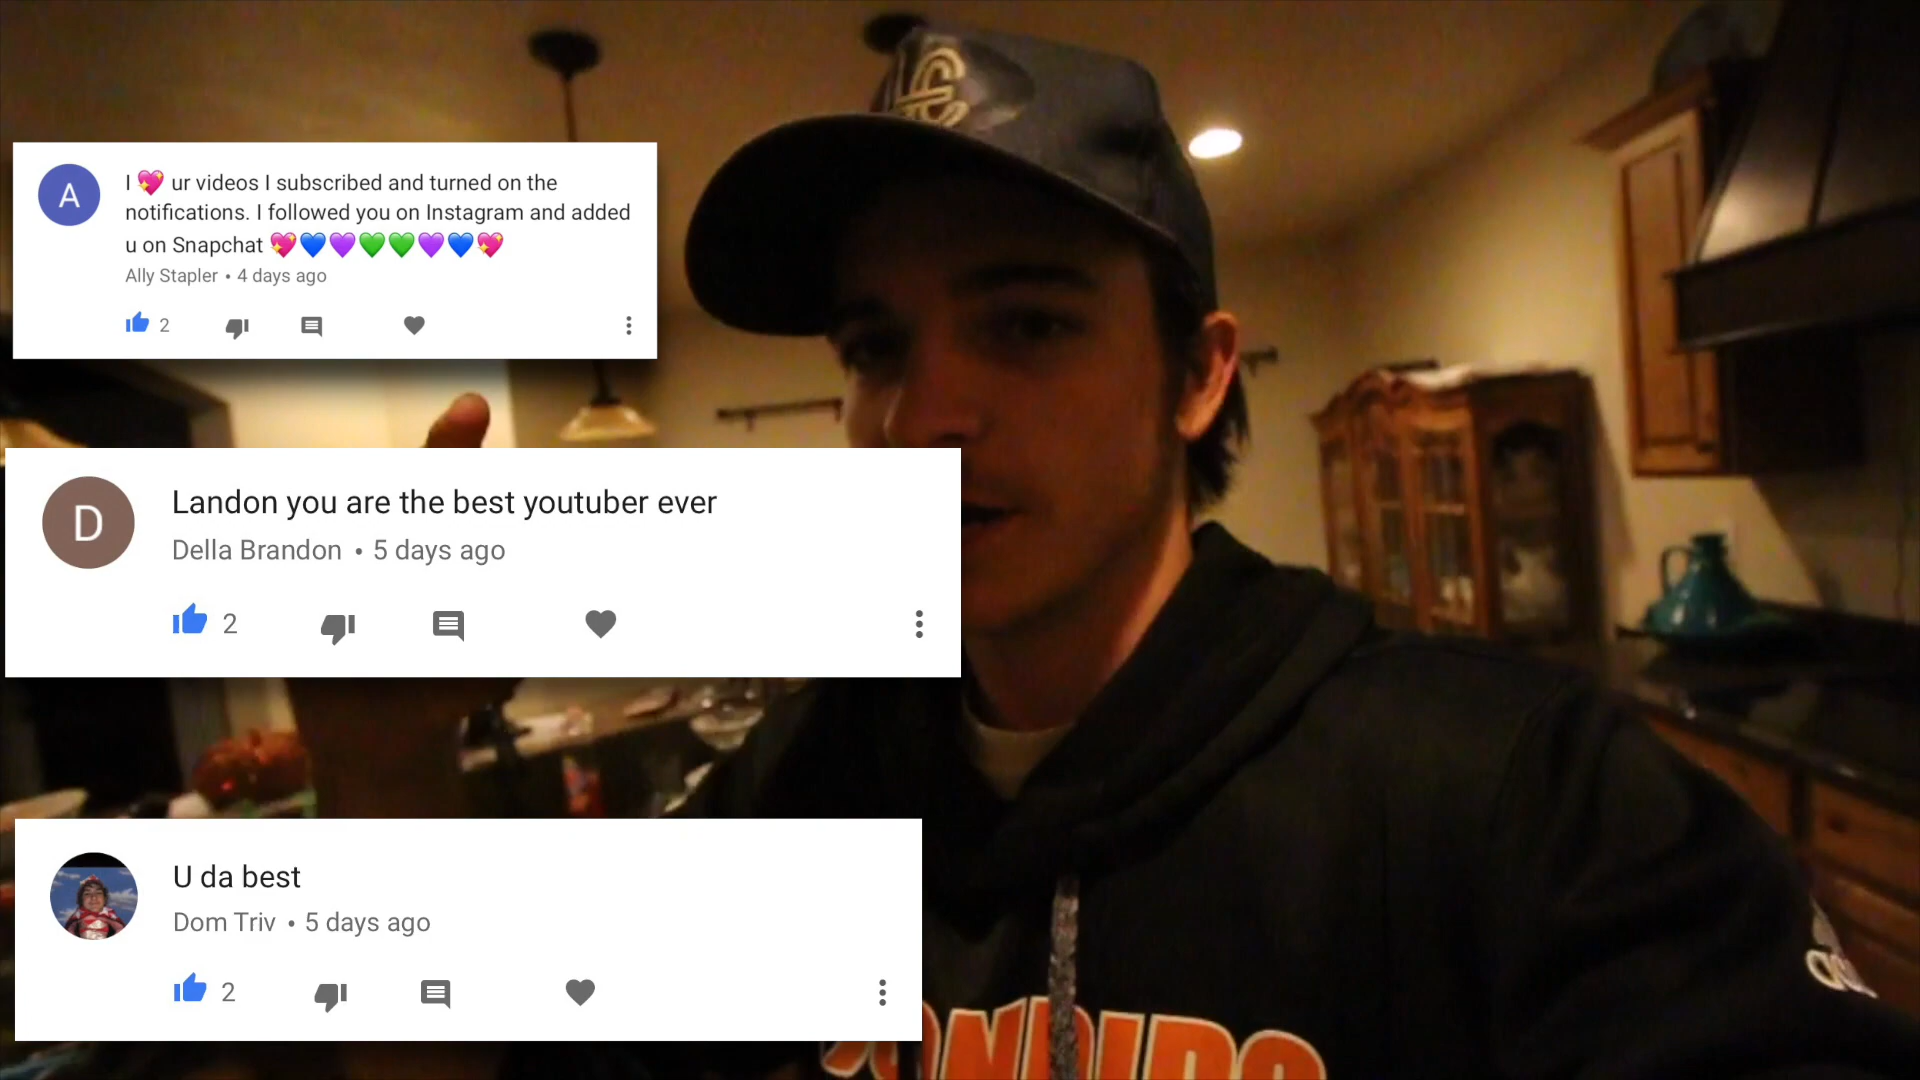 A
I 💖 ur videos I subscribed and turned on the
notifications. I followed you on Instagram and added
u on Snapchat 💖💙💜💚💚💜💙💖
Ally Stapler • 4 days ago
2
D
Landon you are the best youtuber ever
Della Brandon • 5 days ago
2
U da best
Dom Triv • 5 days ago
2